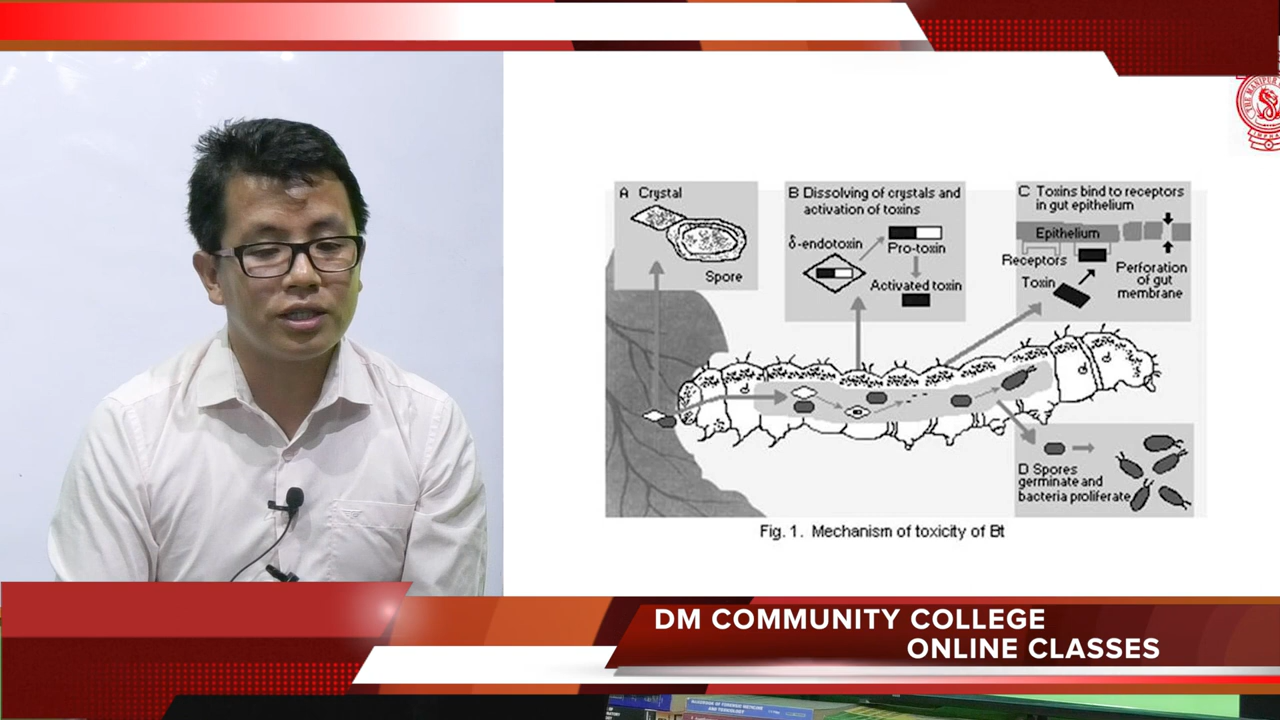 A Crystal
Spore
B Dissolving of crystals and
activation of toxins
δ-endotoxin
Pro-toxin
Activated toxin
C Toxins bind to receptors
in gut epithelium
Epithelium
Receptors
Toxin
Perforation
of gut
membrane
D Spores
germinate and
bacteria proliferate
Fig. 1. Mechanism of toxicity of Bt
DM COMMUNITY COLLEGE
ONLINE CLASSES